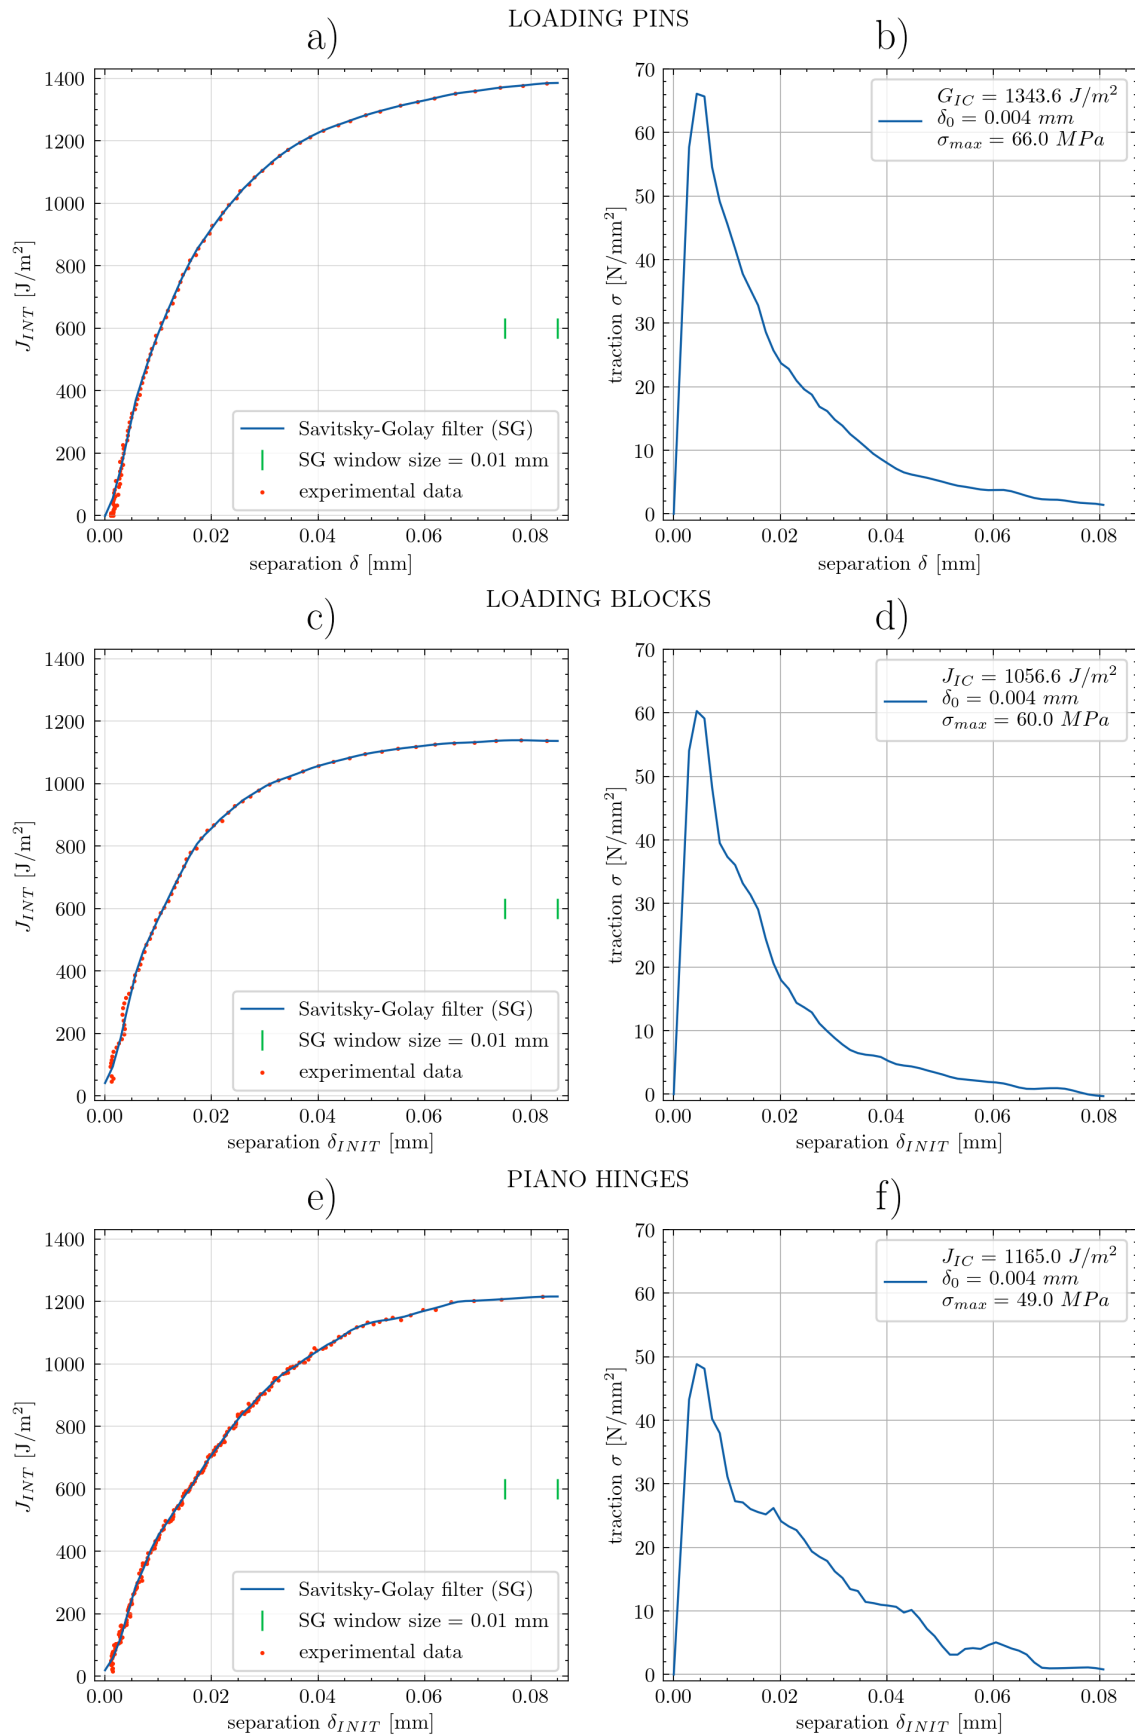 LOADING PINS
a)
1400
1200
1000
800
600
400
200
0
J_INT [J/m²]
0.00 0.02 0.04 0.06 0.08
separation δ [mm]
Savitsky-Golay filter (SG)
SG window size = 0.01 mm
experimental data
b)
70
60
50
40
30
20
10
0
traction σ [N/mm²]
0.00 0.02 0.04 0.06 0.08
separation δ [mm]
G_IC = 1343.6 J/m²
δ₀ = 0.004 mm
σ_max = 66.0 MPa
LOADING BLOCKS
c)
1400
1200
1000
800
600
400
200
0
J_INT [J/m²]
0.00 0.02 0.04 0.06 0.08
separation δ_INIT [mm]
Savitsky-Golay filter (SG)
SG window size = 0.01 mm
experimental data
d)
70
60
50
40
30
20
10
0
traction σ [N/mm²]
0.00 0.02 0.04 0.06 0.08
separation δ_INIT [mm]
J_IC = 1056.6 J/m²
δ₀ = 0.004 mm
σ_max = 60.0 MPa
PIANO HINGES
e)
1400
1200
1000
800
600
400
200
0
J_INT [J/m²]
0.00 0.02 0.04 0.06 0.08
separation δ_INIT [mm]
Savitsky-Golay filter (SG)
SG window size = 0.01 mm
experimental data
f)
70
60
50
40
30
20
10
0
traction σ [N/mm²]
0.00 0.02 0.04 0.06 0.08
separation δ_INIT [mm]
J_IC = 1165.0 J/m²
δ₀ = 0.004 mm
σ_max = 49.0 MPa